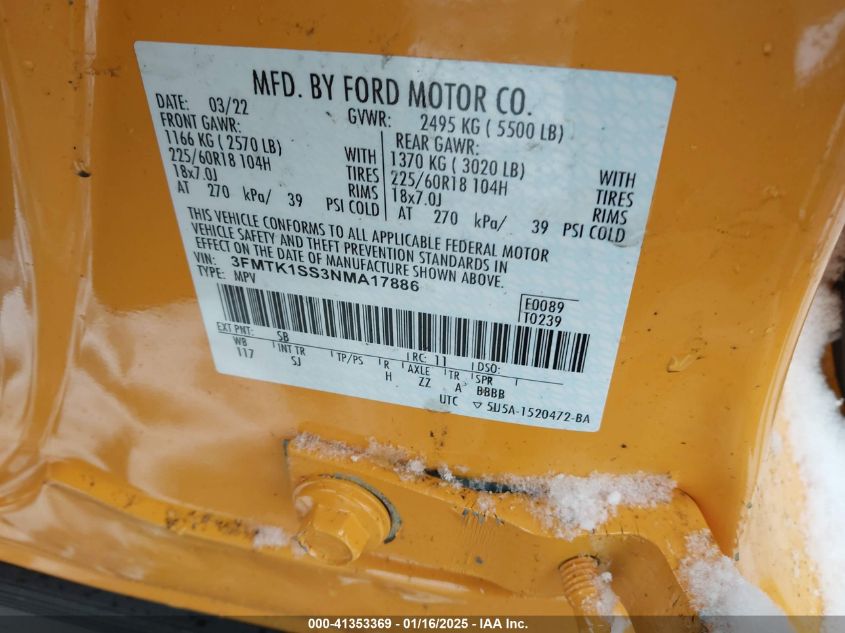 MFD. BY FORD MOTOR CO.
DATE: 03/22 GVWR: 2495 KG ( 5500 LB)
FRONT GAWR: REAR GAWR:
1166 KG ( 2570 LB) WITH 1370 KG ( 3020 LB) WITH
225/60R18 104H TIRES 225/60R18 104H TIRES
18x7.0J RIMS 18x7.0J RIMS
AT 270 kPa/ 39 PSI COLD AT 270 kPa/ 39 PSI COLD
THIS VEHICLE CONFORMS TO ALL APPLICABLE FEDERAL MOTOR
VEHICLE SAFETY AND THEFT PREVENTION STANDARDS IN
EFFECT ON THE DATE OF MANUFACTURE SHOWN ABOVE.
VIN: 3FMTK1SS3NMA17886
TYPE: MPV
E0089
T0239
EXT PNT: SB RC: 11 DSO:
WB INT TR TP/PS R AXLE TR SPR
117 SJ H ZZ A BBBB
UTC ▽ 5U5A-1520472-BA
000-41353369 - 01/16/2025 - IAA Inc.